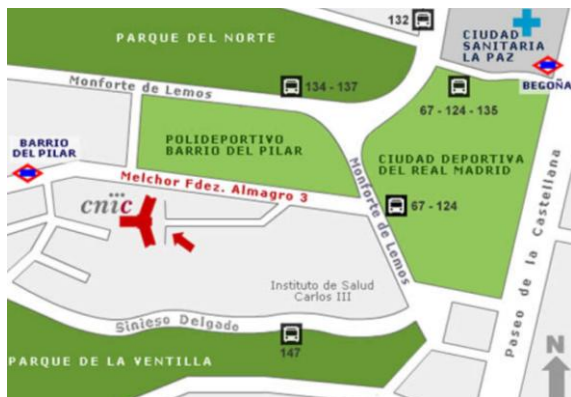 132
PARQUE DEL NORTE
CIUDAD
SANITARIA
LA PAZ
Monforte de Lemos
134 - 137
BEGOÑA
67 - 124 - 135
BARRIO
DEL PILAR
POLIDEPORTIVO
BARRIO DEL PILAR
CIUDAD DEPORTIVA
DEL REAL MADRID
Melchor Fdez. Almagro 3
cnic
67 - 124
Monforte de Lemos
Paseo de la Castellana
Instituto de Salud
Carlos III
Sinieso Delgado
147
PARQUE DE LA VENTILLA
N